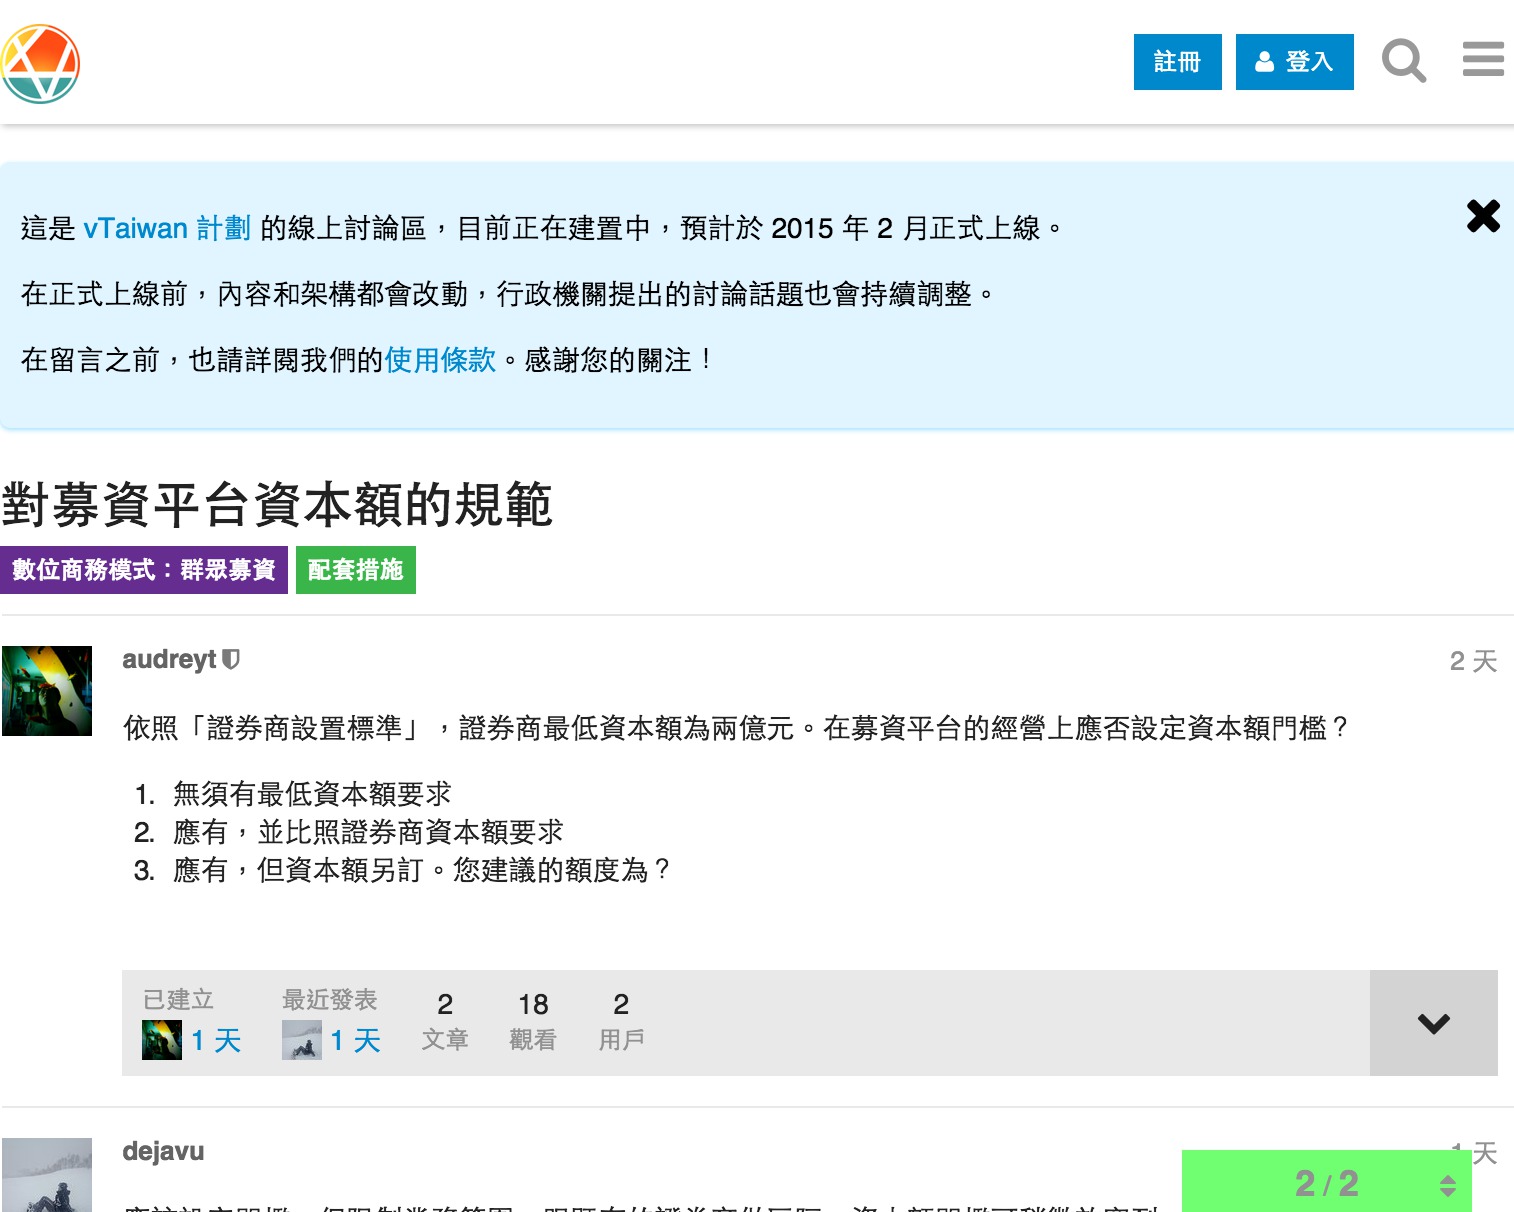 註冊 登入
這是 vTaiwan 計劃 的線上討論區，目前正在建置中，預計於 2015 年 2 月正式上線。
在正式上線前，內容和架構都會改動，行政機關提出的討論話題也會持續調整。
在留言之前，也請詳閱我們的使用條款。感謝您的關注！
對募資平台資本額的規範
數位商務模式：群眾募資 配套措施
audreyt 2 天
依照「證券商設置標準」，證券商最低資本額為兩億元。在募資平台的經營上應否設定資本額門檻？
1. 無須有最低資本額要求
2. 應有，並比照證券商資本額要求
3. 應有，但資本額另訂。您建議的額度為？
已建立 最近發表 2 18 2
1 天 1 天 文章 觀看 用戶
dejavu 1 天
2 / 2